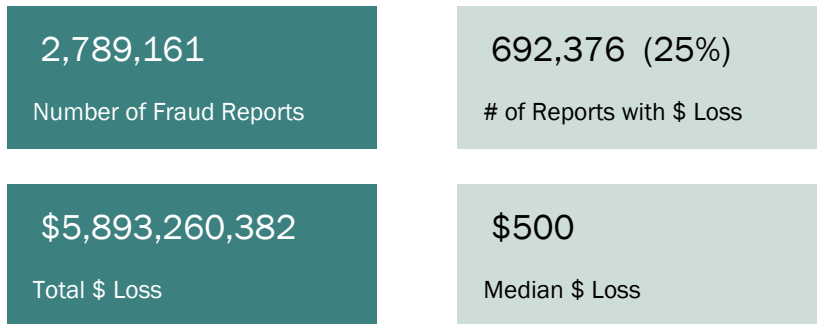 2,789,161
Number of Fraud Reports
692,376 (25%)
# of Reports with $ Loss
$5,893,260,382
Total $ Loss
$500
Median $ Loss